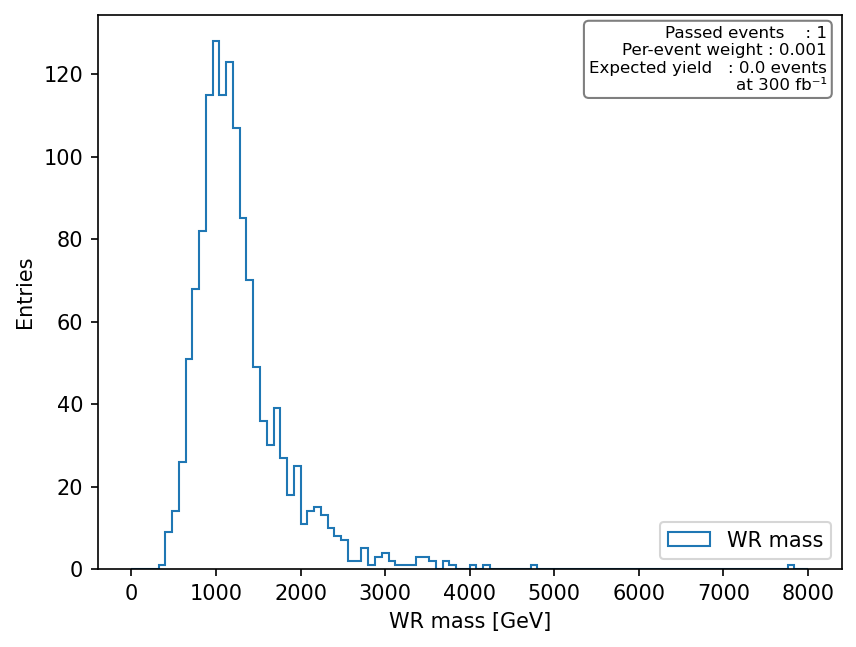 Passed events : 1
Per-event weight : 0.001
Expected yield : 0.0 events
at 300 fb⁻¹
120
100
80
60
40
20
0
Entries
WR mass
0 1000 2000 3000 4000 5000 6000 7000 8000
WR mass [GeV]